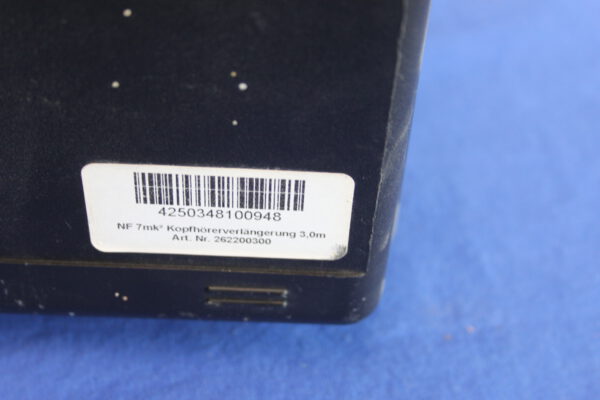 4250348100948
NF 7mk² Kopfhörerverlängerung 3,0m
Art. Nr. 262200300